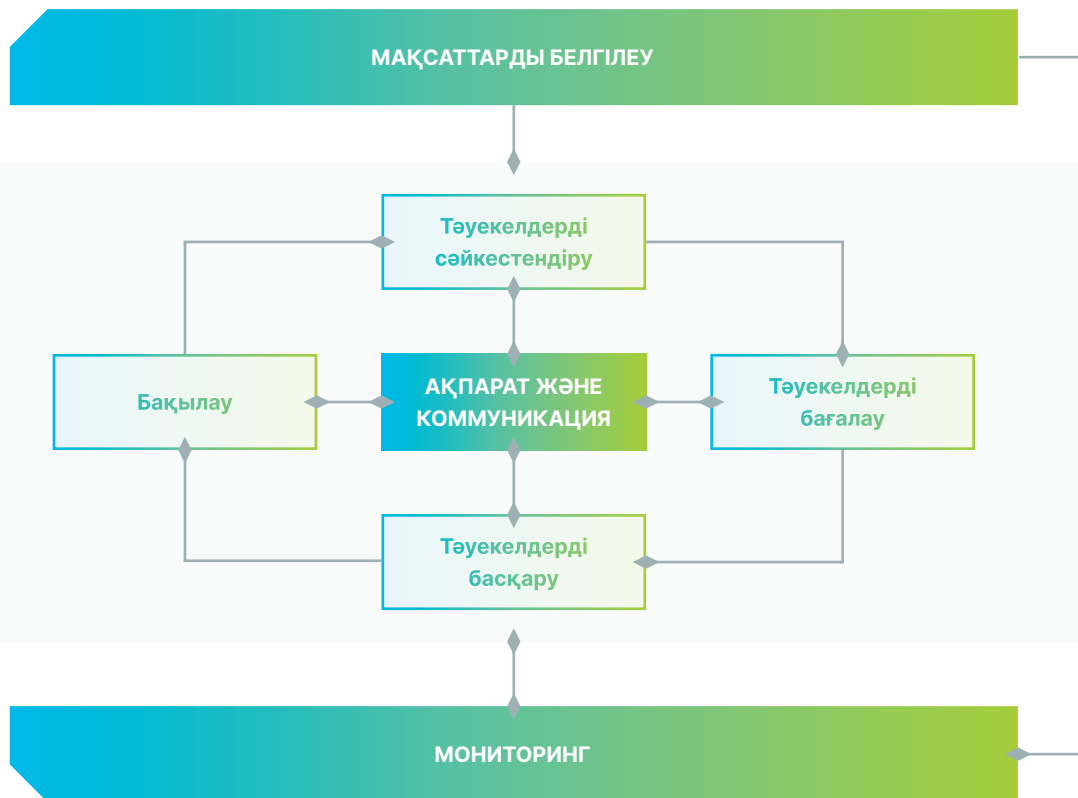 МАҚСАТТАРДЫ БЕЛГІЛЕУ
Тәуекелдерді
сәйкестендіру
Бақылау
АҚПАРАТ ЖӘНЕ
КОММУНИКАЦИЯ
Тәуекелдерді
бағалау
Тәуекелдерді
басқару
МОНИТОРИНГ